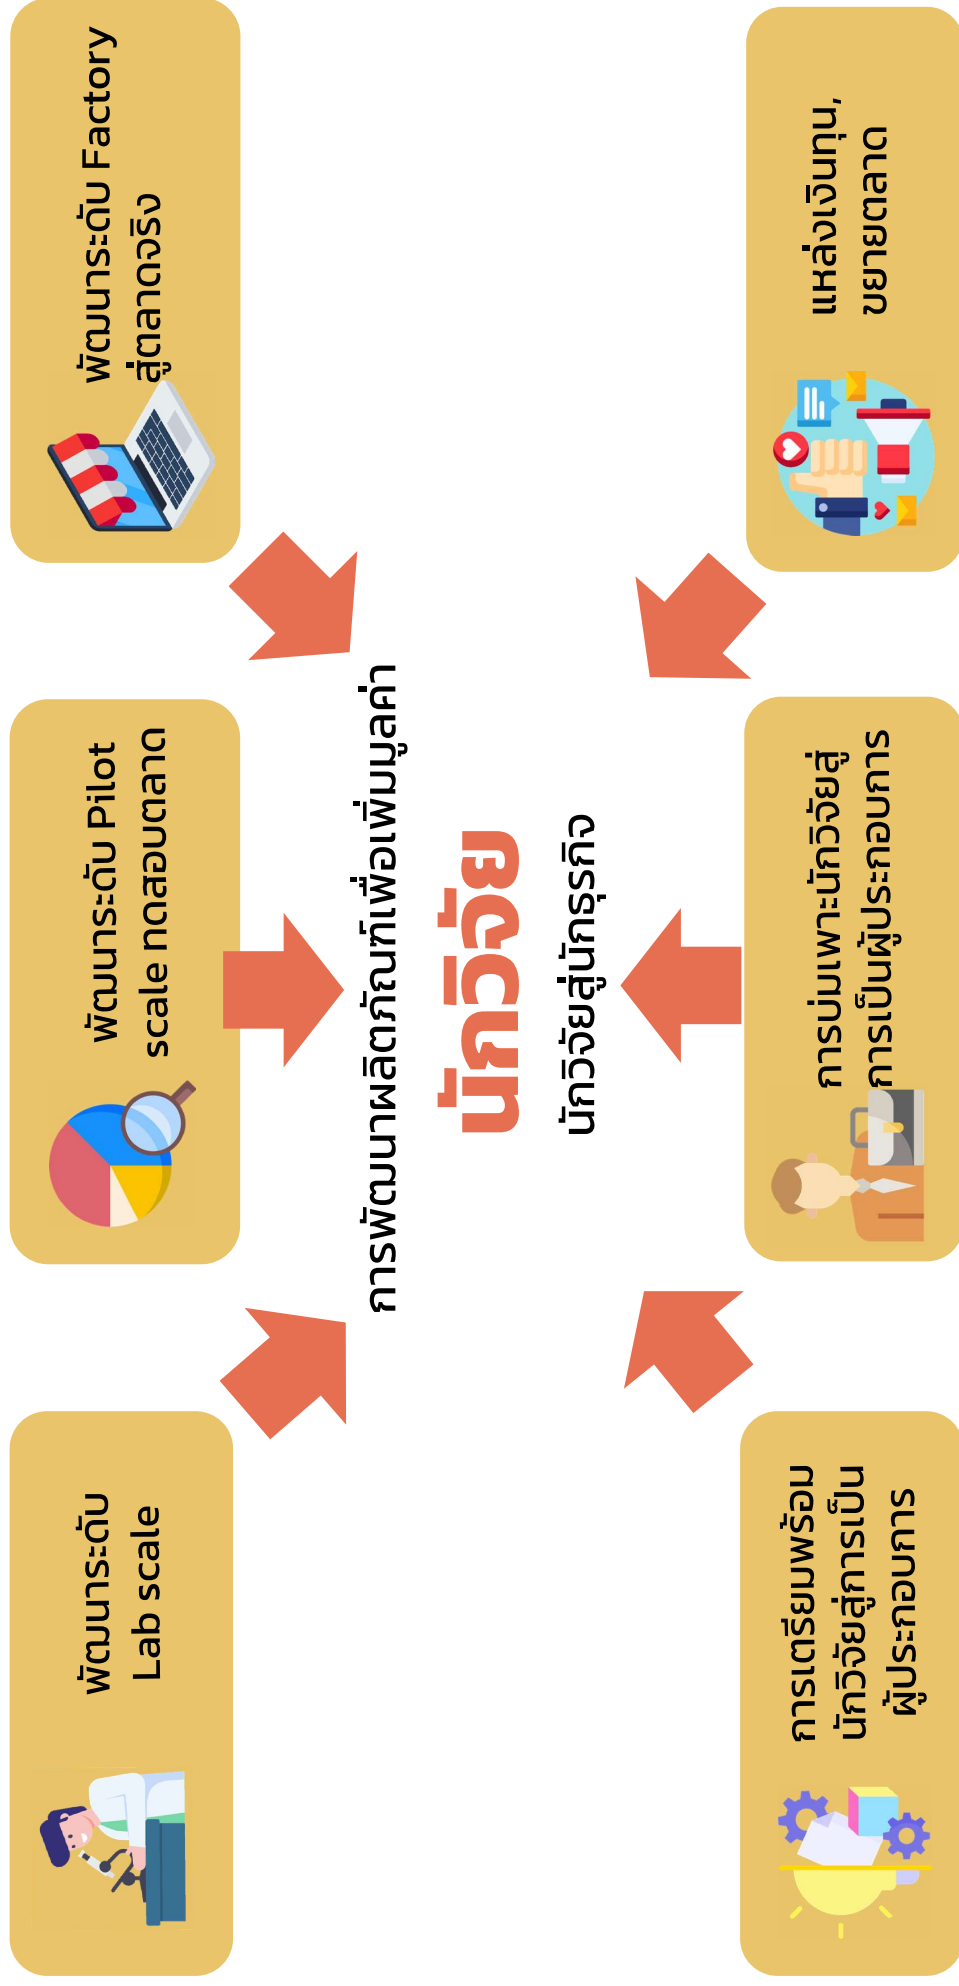 พัฒนาระดับ
Lab scale
พัฒนาระดับ Pilot
scale ทดสอบตลาด
พัฒนาระดับ Factory
สู่ตลาดจริง
การพัฒนาผลิตภัณฑ์เพื่อเพิ่มมูลค่า
นักวิจัย
นักวิจัยสู่นักธุรกิจ
การเตรียมพร้อม
นักวิจัยสู่การเป็น
ผู้ประกอบการ
การบ่มเพาะนักวิจัยสู่
การเป็นผู้ประกอบการ
แหล่งเงินทุน,
ขยายตลาด